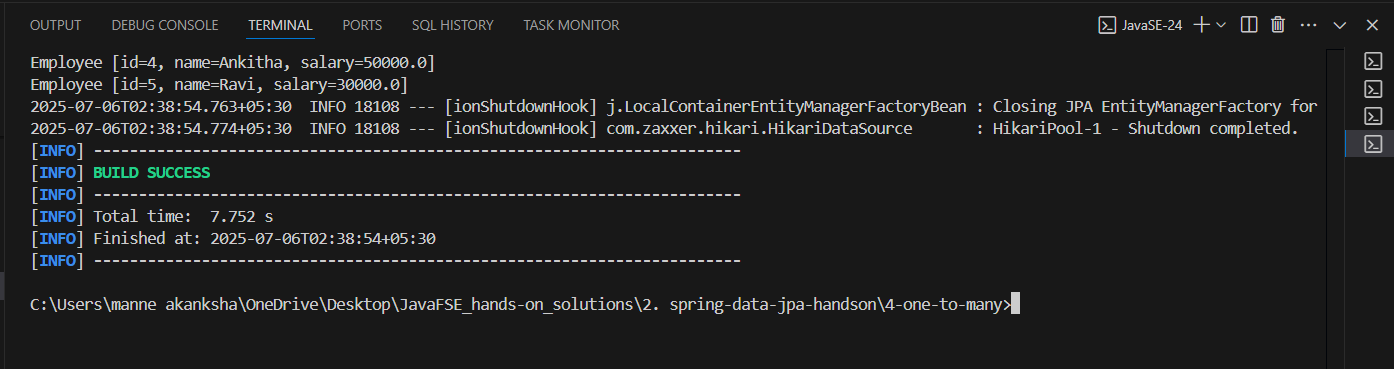 OUTPUT DEBUG CONSOLE TERMINAL PORTS SQL HISTORY TASK MONITOR JavaSE-24
Employee [id=4, name=Ankitha, salary=50000.0]
Employee [id=5, name=Ravi, salary=30000.0]
2025-07-06T02:38:54.763+05:30  INFO 18108 --- [ionShutdownHook] j.LocalContainerEntityManagerFactoryBean : Closing JPA EntityManagerFactory for
2025-07-06T02:38:54.774+05:30  INFO 18108 --- [ionShutdownHook] com.zaxxer.hikari.HikariDataSource       : HikariPool-1 - Shutdown completed.
[INFO] ------------------------------------------------------------------------
[INFO] BUILD SUCCESS
[INFO] ------------------------------------------------------------------------
[INFO] Total time:  7.752 s
[INFO] Finished at: 2025-07-06T02:38:54+05:30
[INFO] ------------------------------------------------------------------------
C:\Users\manne akanksha\OneDrive\Desktop\JavaFSE_hands-on_solutions\2. spring-data-jpa-handson\4-one-to-many>